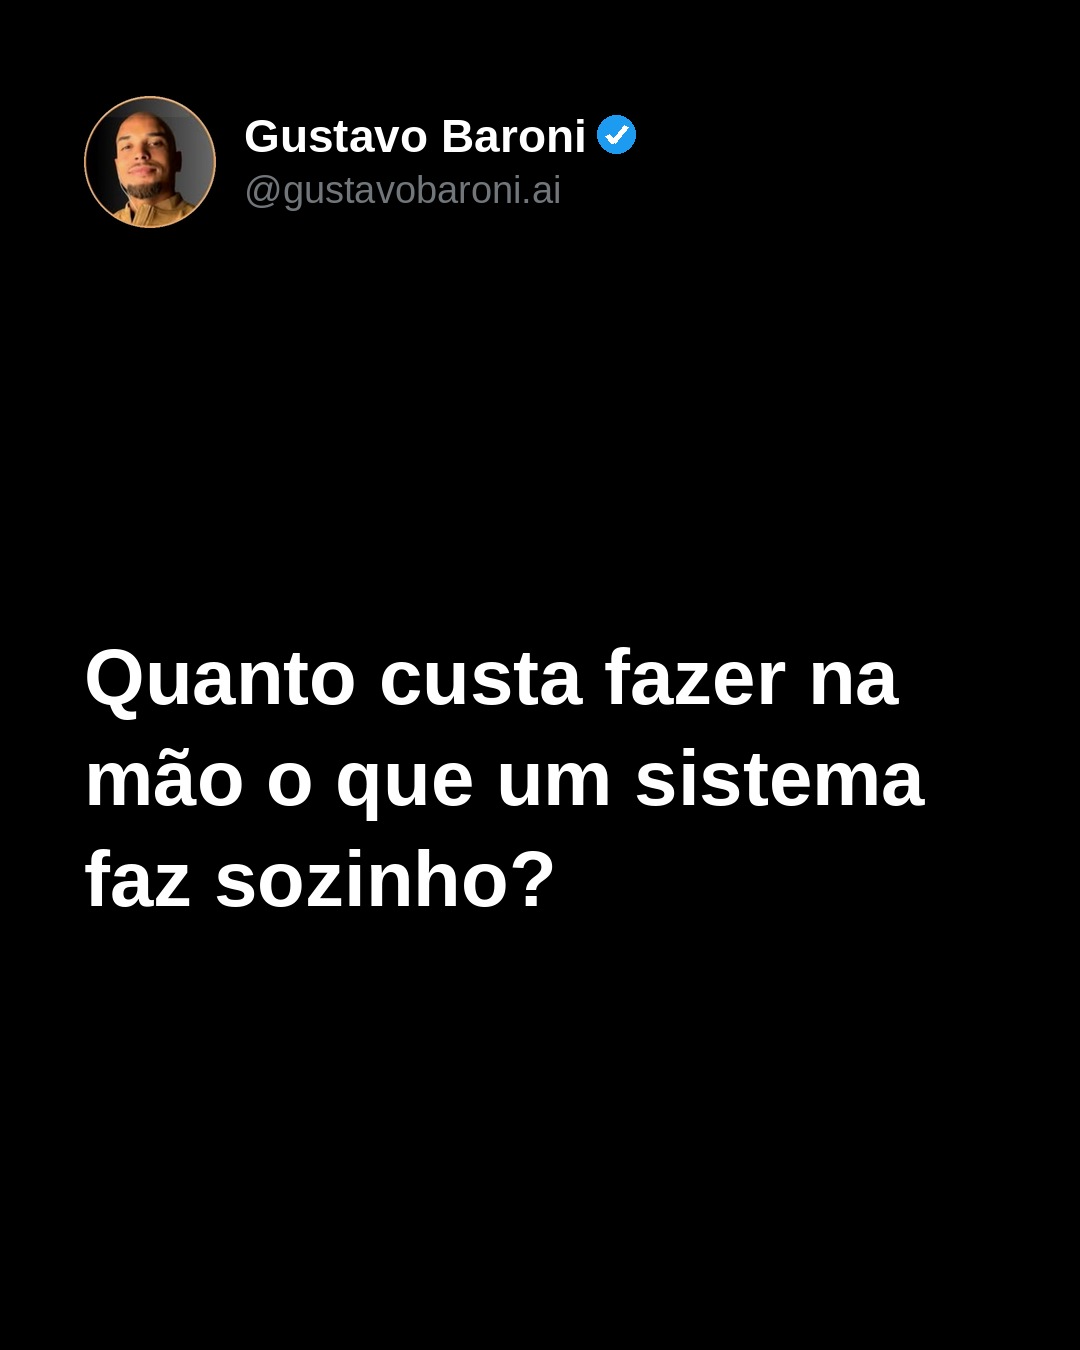 Gustavo Baroni
@gustavobaroni.ai
Quanto custa fazer na
mão o que um sistema
faz sozinho?